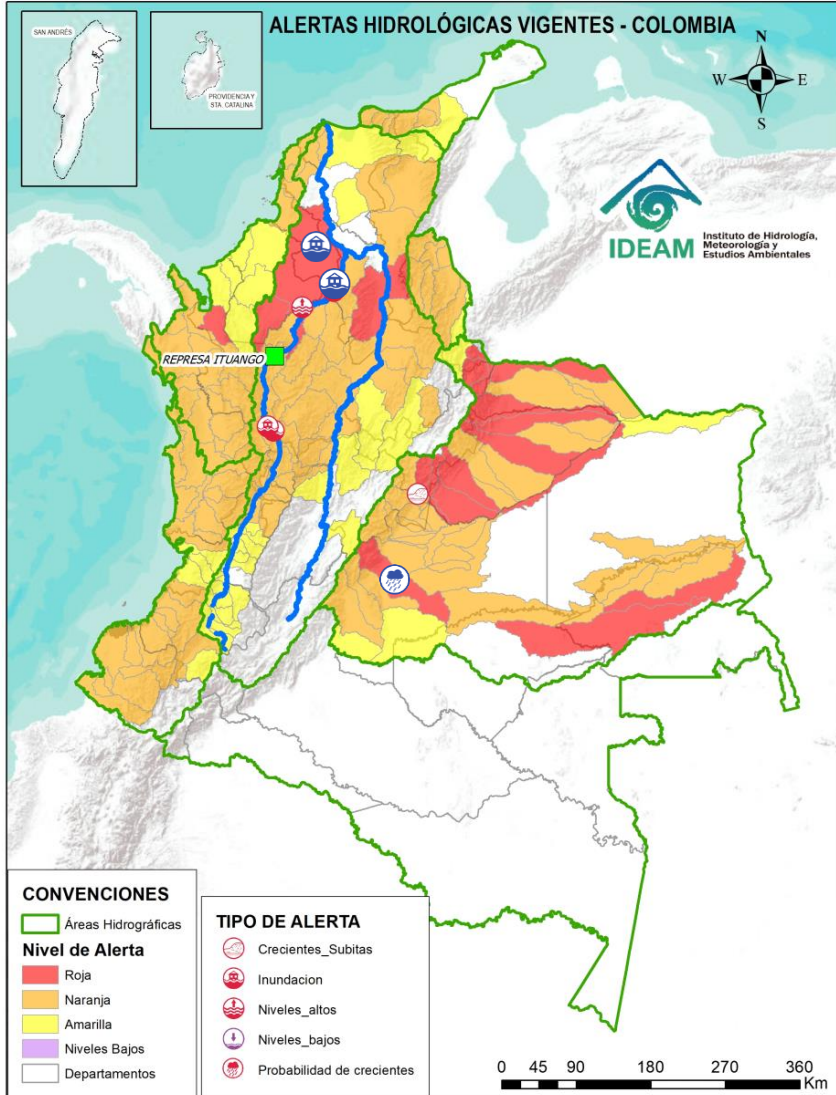 ALERTAS HIDROLÓGICAS VIGENTES - COLOMBIA
SAN ANDRÉS
PROVIDENCIA Y
STA. CATALINA
N
W
E
S
IDEAM
Instituto de Hidrología,
Meteorología y
Estudios Ambientales
REPRESA ITUANGO
CONVENCIONES
Áreas Hidrográficas
Nivel de Alerta
Roja
Naranja
Amarilla
Niveles Bajos
Departamentos
TIPO DE ALERTA
Crecientes_Subitas
Inundacion
Niveles_altos
Niveles_bajos
Probabilidad de crecientes
0 45 90 180 270 360
Km